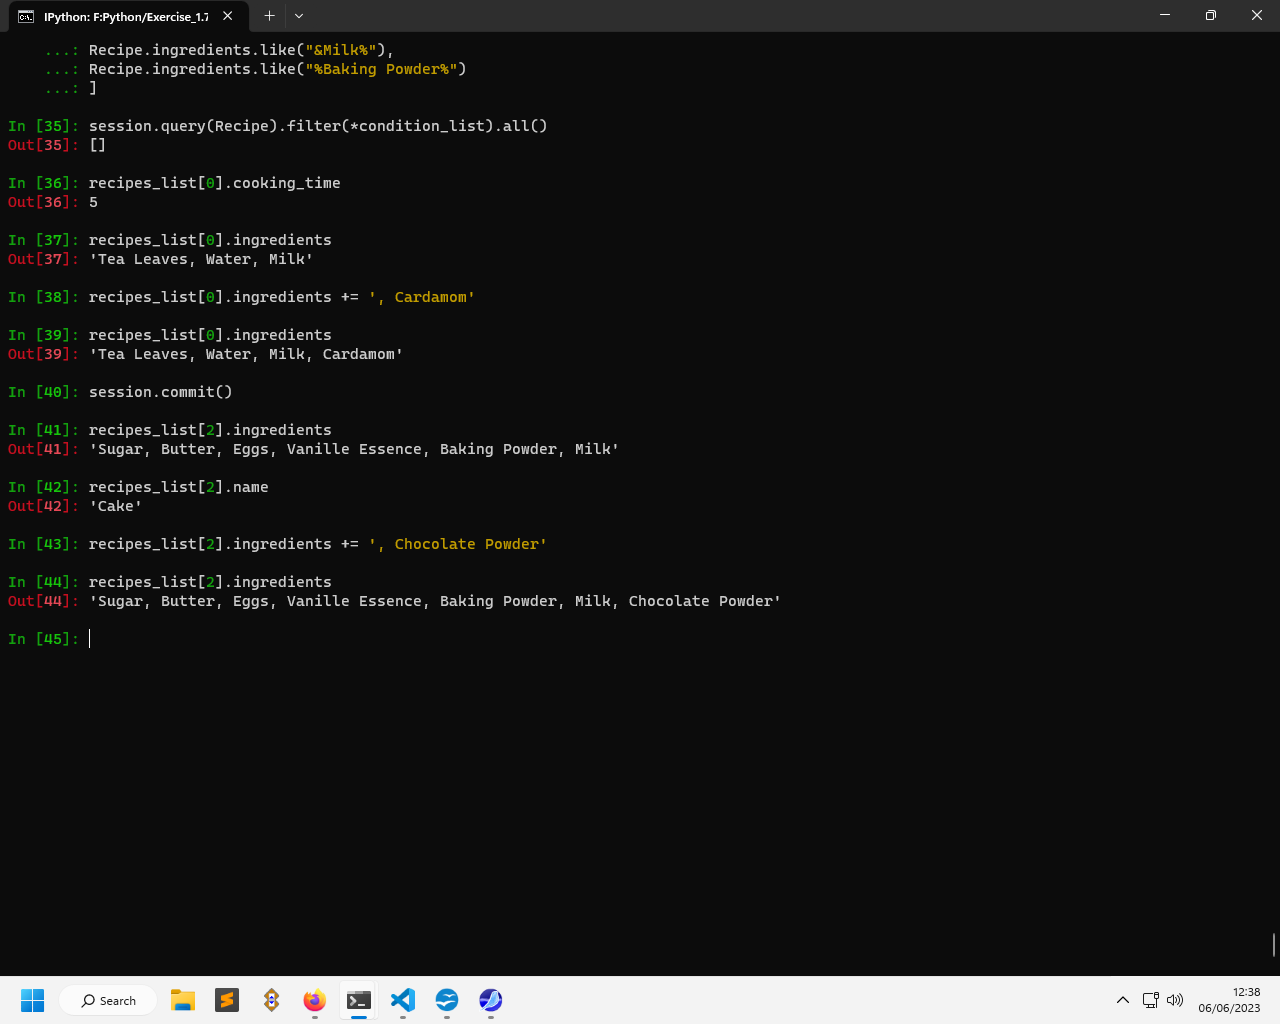 IPython: F:Python/Exercise_1.7
...: Recipe.ingredients.like("&Milk%"),
...: Recipe.ingredients.like("%Baking Powder%")
...: ]
In [35]: session.query(Recipe).filter(*condition_list).all()
Out[35]: []
In [36]: recipes_list[0].cooking_time
Out[36]: 5
In [37]: recipes_list[0].ingredients
Out[37]: 'Tea Leaves, Water, Milk'
In [38]: recipes_list[0].ingredients += ', Cardamom'
In [39]: recipes_list[0].ingredients
Out[39]: 'Tea Leaves, Water, Milk, Cardamom'
In [40]: session.commit()
In [41]: recipes_list[2].ingredients
Out[41]: 'Sugar, Butter, Eggs, Vanille Essence, Baking Powder, Milk'
In [42]: recipes_list[2].name
Out[42]: 'Cake'
In [43]: recipes_list[2].ingredients += ', Chocolate Powder'
In [44]: recipes_list[2].ingredients
Out[44]: 'Sugar, Butter, Eggs, Vanille Essence, Baking Powder, Milk, Chocolate Powder'
In [45]:
Search
12:38
06/06/2023